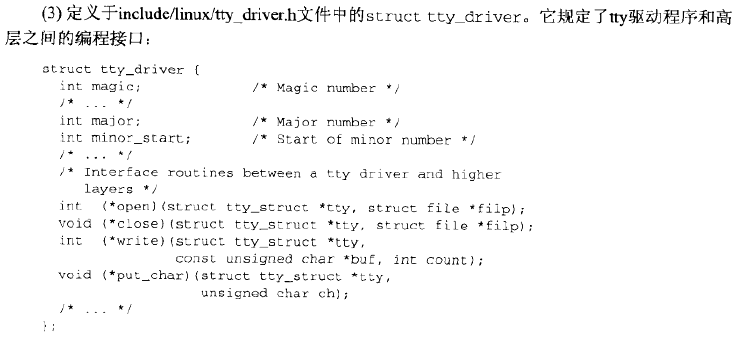 (3) 定义于include/linux/tty_driver.h文件中的struct tty_driver。它规定了tty驱动程序和高
层之间的编程接口：
struct tty_driver {
int magic; /* Magic number */
/* ... */
int major; /* Major number */
int minor_start; /* Start of minor number */
/* ... */
/* Interface routines between a tty driver and higher
layers */
int (*open)(struct tty_struct *tty, struct file *filp);
void (*close)(struct tty_struct *tty, struct file *filp);
int (*write)(struct tty_struct *tty,
const unsigned char *buf, int count);
void (*put_char)(struct tty_struct *tty,
unsigned char ch);
/* ... */
};